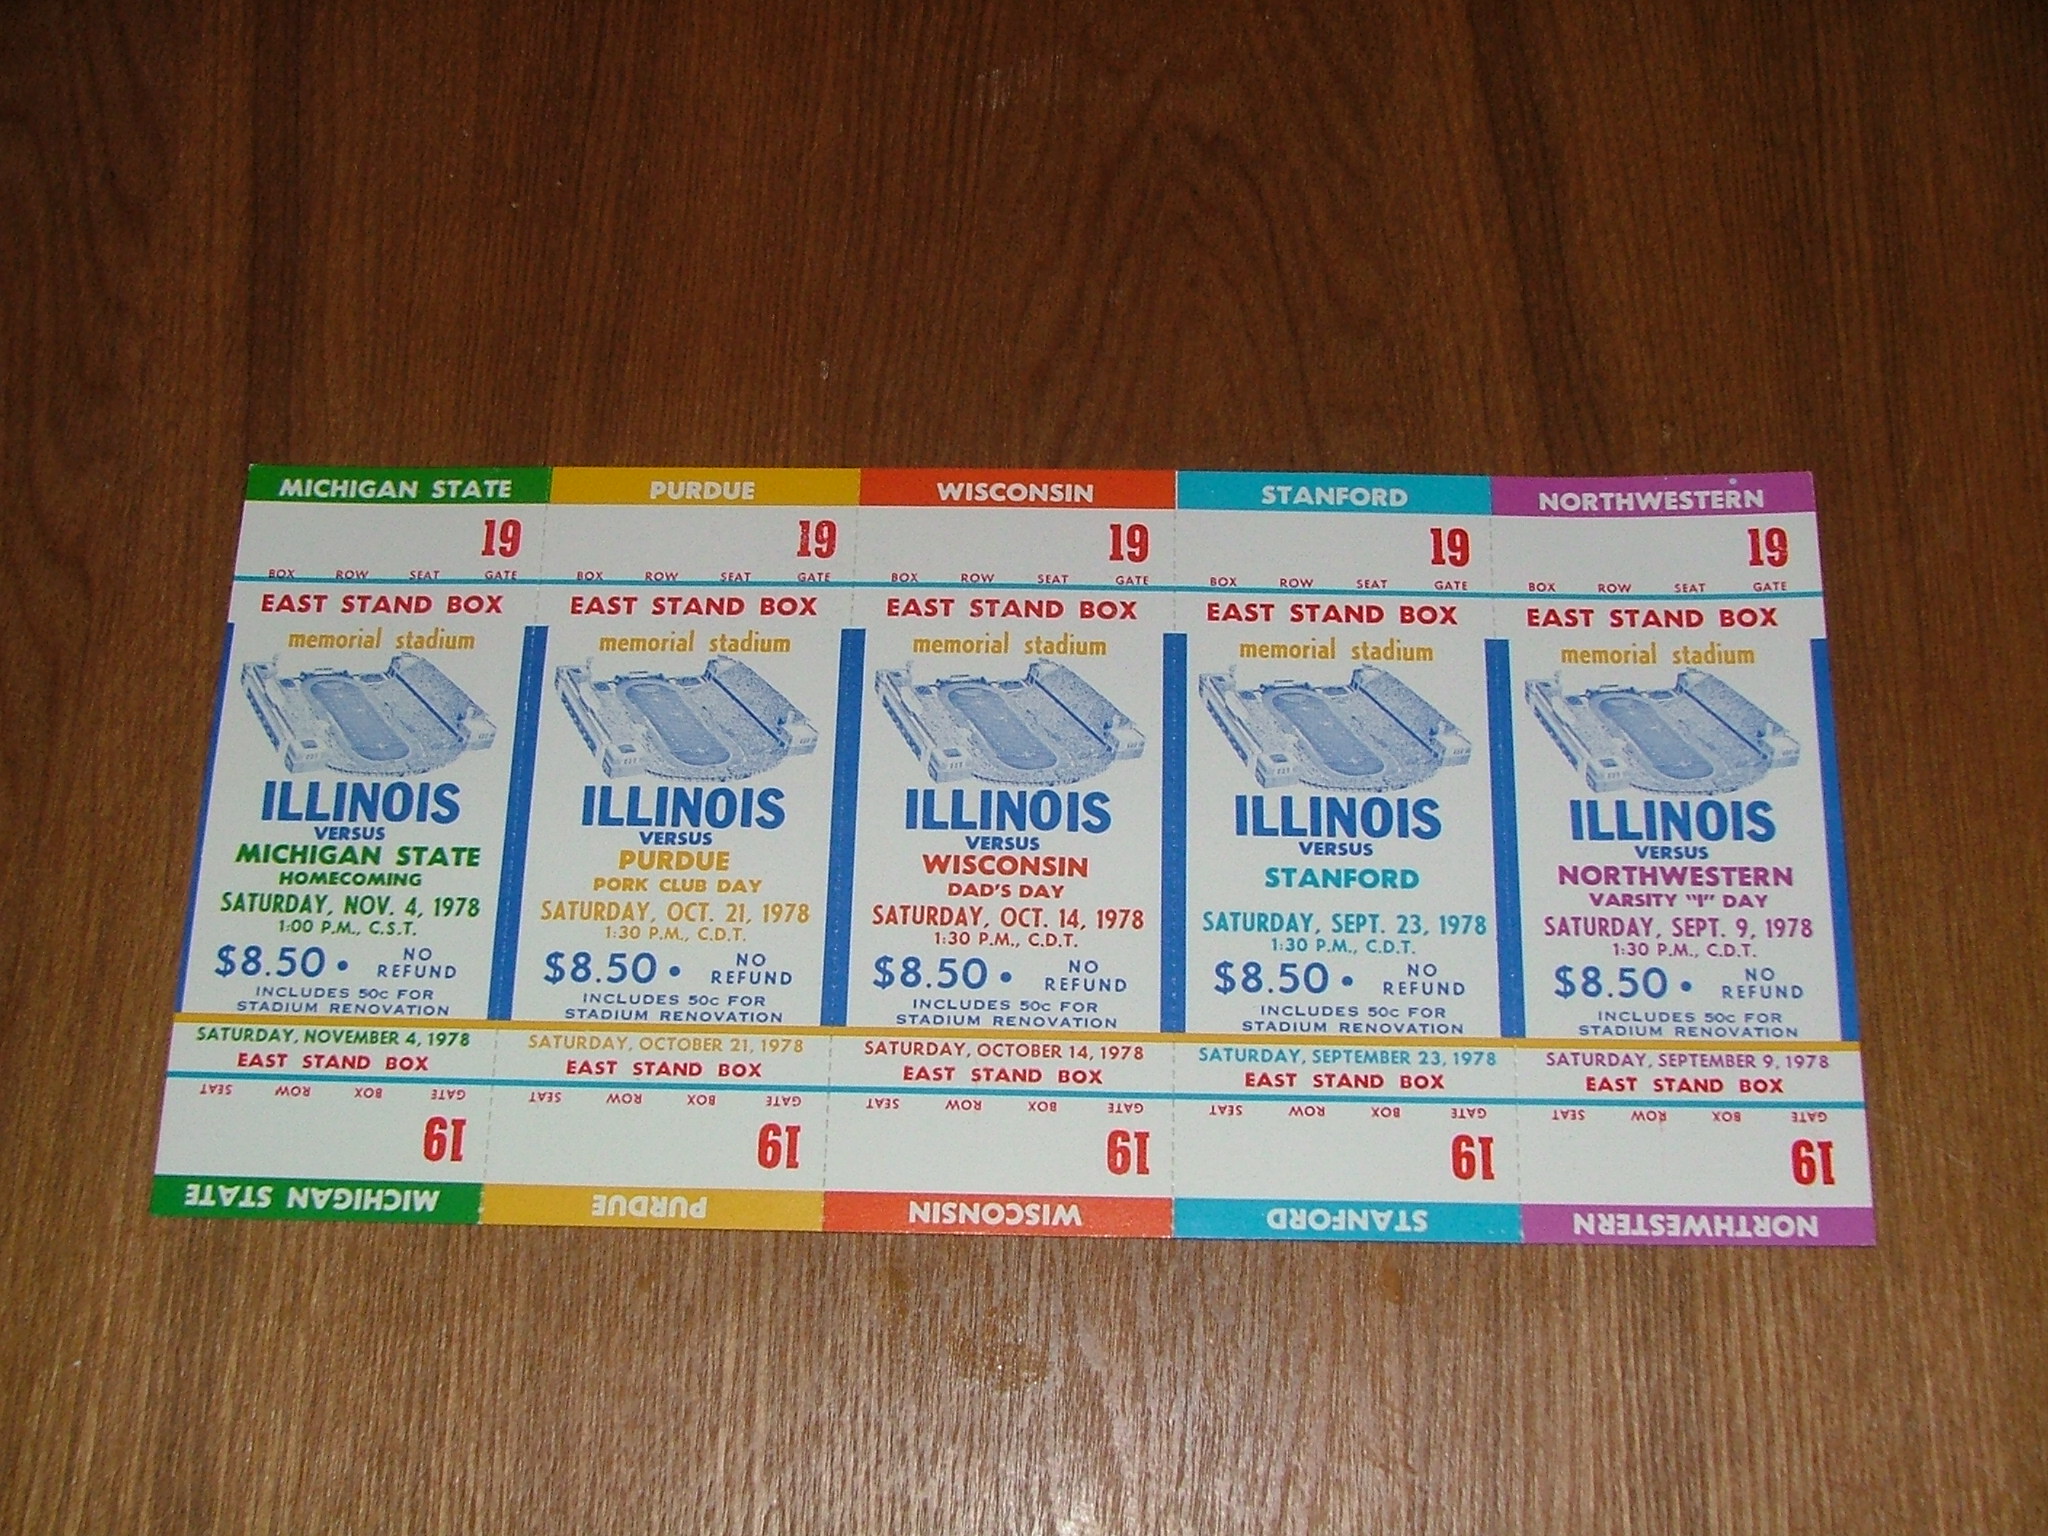 MICHIGAN STATE
19
BOX ROW SEAT GATE
EAST STAND BOX
memorial stadium
ILLINOIS
VERSUS
MICHIGAN STATE
HOMECOMING
SATURDAY, NOV. 4, 1978
1:00 P.M., C.S.T.
$8.50 • NO
REFUND
INCLUDES 50c FOR
STADIUM RENOVATION
SATURDAY, NOVEMBER 4, 1978
EAST STAND BOX
GATE BOX ROW SEAT
19
MICHIGAN STATE
PURDUE
19
BOX ROW SEAT GATE
EAST STAND BOX
memorial stadium
ILLINOIS
VERSUS
PURDUE
PORK CLUB DAY
SATURDAY, OCT. 21, 1978
1:30 P.M., C.D.T.
$8.50 • NO
REFUND
INCLUDES 50c FOR
STADIUM RENOVATION
SATURDAY, OCTOBER 21, 1978
EAST STAND BOX
GATE BOX ROW SEAT
19
PURDUE
WISCONSIN
19
BOX ROW SEAT GATE
EAST STAND BOX
memorial stadium
ILLINOIS
VERSUS
WISCONSIN
DAD'S DAY
SATURDAY, OCT. 14, 1978
1:30 P.M., C.D.T.
$8.50 • NO
REFUND
INCLUDES 50c FOR
STADIUM RENOVATION
SATURDAY, OCTOBER 14, 1978
EAST STAND BOX
GATE BOX ROW SEAT
19
WISCONSIN
STANFORD
19
BOX ROW SEAT GATE
EAST STAND BOX
memorial stadium
ILLINOIS
VERSUS
STANFORD
SATURDAY, SEPT. 23, 1978
1:30 P.M., C.D.T.
$8.50 • NO
REFUND
INCLUDES 50c FOR
STADIUM RENOVATION
SATURDAY, SEPTEMBER 23, 1978
EAST STAND BOX
GATE BOX ROW SEAT
19
STANFORD
NORTHWESTERN
19
BOX ROW SEAT GATE
EAST STAND BOX
memorial stadium
ILLINOIS
VERSUS
NORTHWESTERN
VARSITY "I" DAY
SATURDAY, SEPT. 9, 1978
1:30 P.M., C.D.T.
$8.50 • NO
REFUND
INCLUDES 50c FOR
STADIUM RENOVATION
SATURDAY, SEPTEMBER 9, 1978
EAST STAND BOX
GATE BOX ROW SEAT
19
NORTHWESTERN